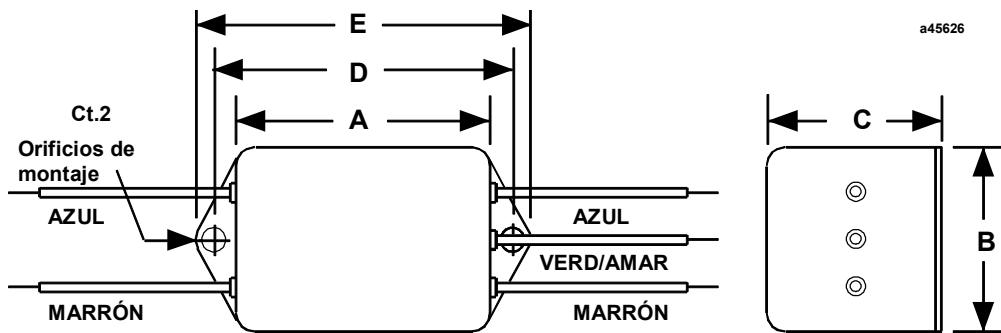 E
a45626
D
Ct.2
A
C
Orificios de
montaje
AZUL
AZUL
B
VERD/AMAR
MARRÓN
MARRÓN